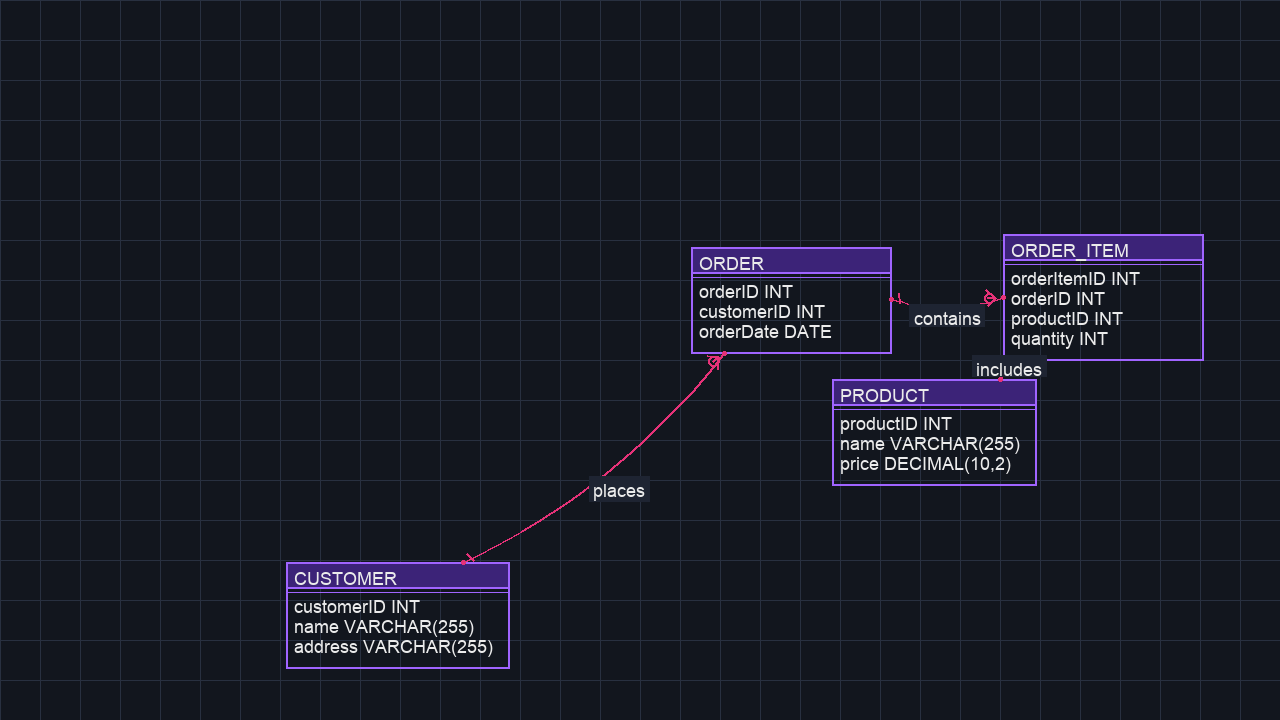 ORDER
orderID INT
customerID INT
orderDate DATE
contains
ORDER_ITEM
orderItemID INT
orderID INT
productID INT
quantity INT
includes
PRODUCT
productID INT
name VARCHAR(255)
price DECIMAL(10,2)
places
CUSTOMER
customerID INT
name VARCHAR(255)
address VARCHAR(255)